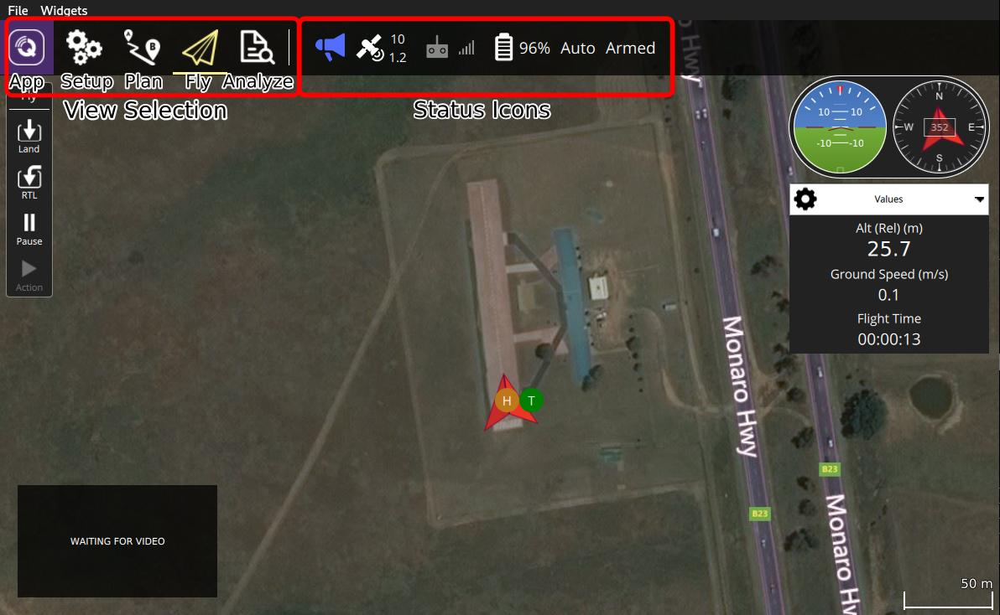 File Widgets
10
1.2
96% Auto Armed
App Setup Plan Fly Analyze
View Selection
Status Icons
Fly
Land
RTL
Pause
Action
N
W 352 E
S
10 10
-10 -10
Values
Alt (Rel) (m)
25.7
Ground Speed (m/s)
0.1
Flight Time
00:00:13
Hwy
Monaro Hwy
H T
B23
B23
Monaro Hw
WAITING FOR VIDEO
50 m